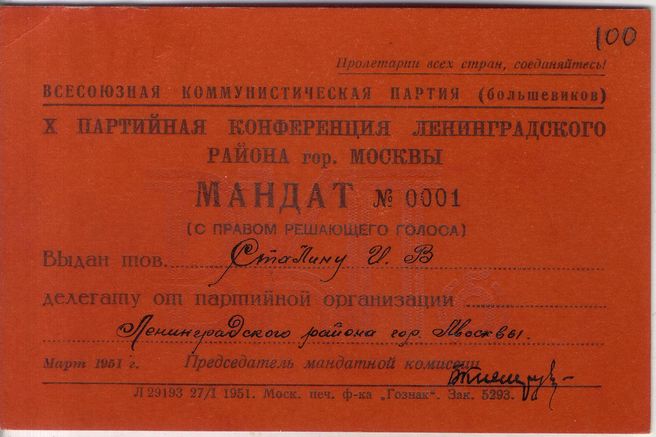 100
Пролетарии всех стран, соединяйтесь!
ВСЕСОЮЗНАЯ КОММУНИСТИЧЕСКАЯ ПАРТИЯ (большевиков)
X ПАРТИЙНАЯ КОНФЕРЕНЦИЯ ЛЕНИНГРАДСКОГО
РАЙОНА гор. МОСКВЫ
МАНДАТ № 0001
(С ПРАВОМ РЕШАЮЩЕГО ГОЛОСА)
Выдан тов. Сталину И. В
делегату от партийной организации
Ленинградского района гор. Москвы.
Март 1951 г. Председатель мандатной комиссии
Л 29193 27/I 1951. Моск. печ. ф-ка „Гознак". Зак. 5293.